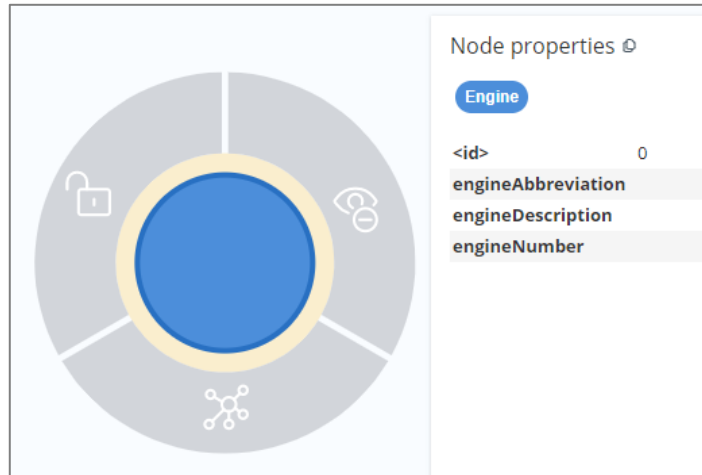 Node properties
Engine
<id> 0
engineAbbreviation
engineDescription
engineNumber